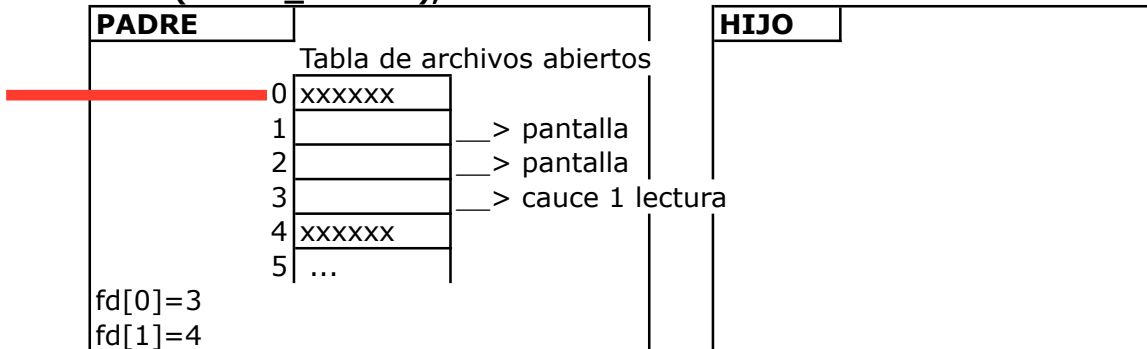 PADRE HIJO
Tabla de archivos abiertos
0 xxxxxx
1 __> pantalla
2 __> pantalla
3 __> cauce 1 lectura
4 xxxxxx
5 ...
fd[0]=3
fd[1]=4